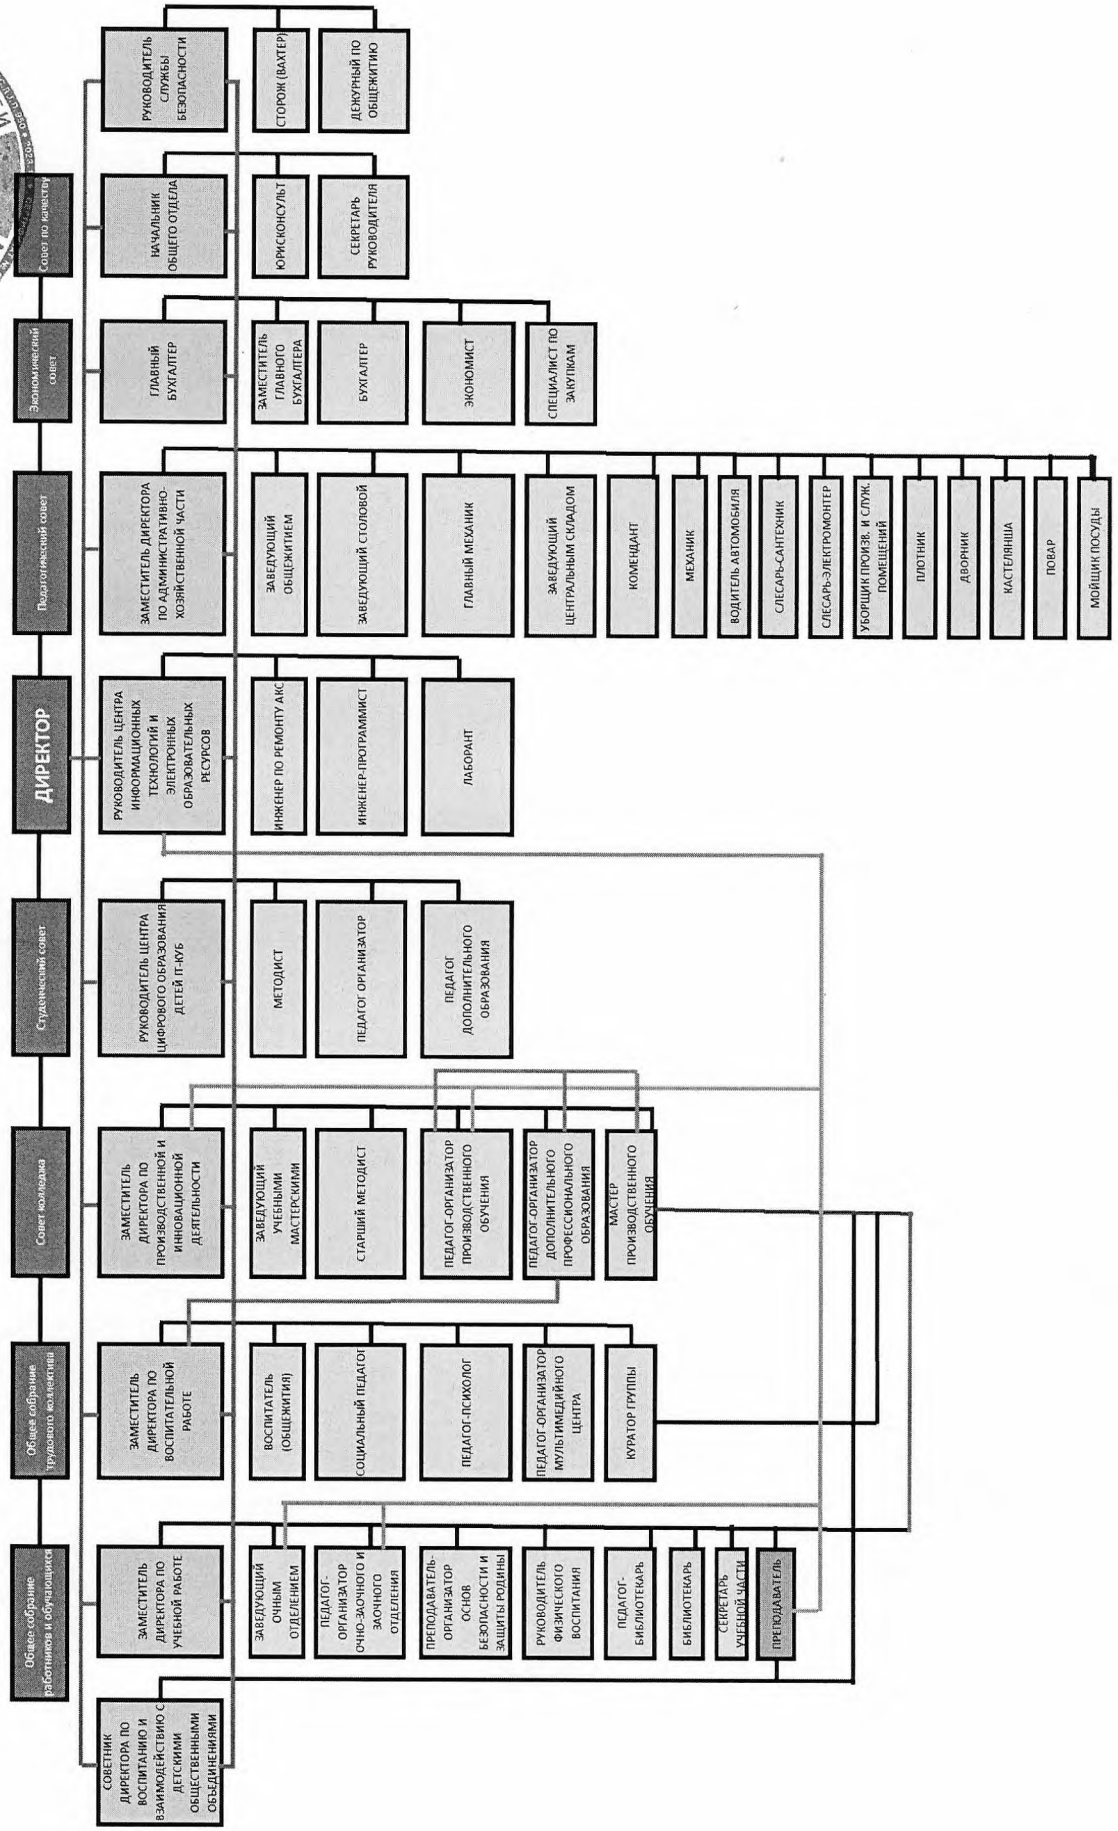 Общее собрание
работников и обучающихся
Общее собрание
трудового коллектива
Совет колледжа
Студенческий совет
ДИРЕКТОР
Педагогический совет
Экономический
совет
Совет по качеству
СОВЕТНИК
ДИРЕКТОРА ПО
ВОСПИТАНИЮ И
ВЗАИМОДЕЙСТВИЮ С
ДЕТСКИМИ
ОБЩЕСТВЕННЫМИ
ОБЪЕДИНЕНИЯМИ
ЗАМЕСТИТЕЛЬ
ДИРЕКТОРА ПО
УЧЕБНОЙ РАБОТЕ
ЗАВЕДУЮЩИЙ
ОЧНЫМ
ОТДЕЛЕНИЕМ
ПЕДАГОГ-
ОРГАНИЗАТОР
ОЧНО-ЗАОЧНОГО И
ЗАОЧНОГО
ОТДЕЛЕНИЯ
ПРЕПОДАВАТЕЛЬ-
ОРГАНИЗАТОР
ОСНОВ
БЕЗОПАСНОСТИ И
ЗАЩИТЫ РОДИНЫ
РУКОВОДИТЕЛЬ
ФИЗИЧЕСКОГО
ВОСПИТАНИЯ
ПЕДАГОГ-
БИБЛИОТЕКАРЬ
БИБЛИОТЕКАРЬ
СЕКРЕТАРЬ
УЧЕБНОЙ ЧАСТИ
ПРЕПОДАВАТЕЛЬ
ЗАМЕСТИТЕЛЬ
ДИРЕКТОРА ПО
ВОСПИТАТЕЛЬНОЙ
РАБОТЕ
ВОСПИТАТЕЛЬ
(ОБЩЕЖИТИЯ)
СОЦИАЛЬНЫЙ ПЕДАГОГ
ПЕДАГОГ-ПСИХОЛОГ
ПЕДАГОГ-ОРГАНИЗАТОР
МУЛЬТИМЕДИЙНОГО
ЦЕНТРА
КУРАТОР ГРУППЫ
ЗАМЕСТИТЕЛЬ
ДИРЕКТОРА ПО
ПРОИЗВОДСТВЕННОЙ И
ИННОВАЦИОННОЙ
ДЕЯТЕЛЬНОСТИ
ЗАВЕДУЮЩИЙ
УЧЕБНЫМИ
МАСТЕРСКИМИ
СТАРШИЙ МЕТОДИСТ
ПЕДАГОГ-ОРГАНИЗАТОР
ПРОИЗВОДСТВЕННОГО
ОБУЧЕНИЯ
ПЕДАГОГ-ОРГАНИЗАТОР
ДОПОЛНИТЕЛЬНОГО
ПРОФЕССИОНАЛЬНОГО
ОБРАЗОВАНИЯ
МАСТЕР
ПРОИЗВОДСТВЕННОГО
ОБУЧЕНИЯ
РУКОВОДИТЕЛЬ ЦЕНТРА
ЦИФРОВОГО ОБРАЗОВАНИЯ
ДЕТЕЙ IT-КУБ
МЕТОДИСТ
ПЕДАГОГ ОРГАНИЗАТОР
ПЕДАГОГ
ДОПОЛНИТЕЛЬНОГО
ОБРАЗОВАНИЯ
РУКОВОДИТЕЛЬ ЦЕНТРА
ИНФОРМАЦИОННЫХ
ТЕХНОЛОГИЙ И
ЭЛЕКТРОННЫХ
ОБРАЗОВАТЕЛЬНЫХ
РЕСУРСОВ
ИНЖЕНЕР ПО РЕМОНТУ АКС
ИНЖЕНЕР-ПРОГРАММИСТ
ЛАБОРАНТ
ЗАМЕСТИТЕЛЬ ДИРЕКТОРА
ПО АДМИНИСТРАТИВНО-
ХОЗЯЙСТВЕННОЙ ЧАСТИ
ЗАВЕДУЮЩИЙ
ОБЩЕЖИТИЕМ
ЗАВЕДУЮЩИЙ СТОЛОВОЙ
ГЛАВНЫЙ МЕХАНИК
ЗАВЕДУЮЩИЙ
ЦЕНТРАЛЬНЫМ СКЛАДОМ
КОМЕНДАНТ
МЕХАНИК
ВОДИТЕЛЬ АВТОМОБИЛЯ
СЛЕСАРЬ-САНТЕХНИК
СЛЕСАРЬ-ЭЛЕКТРОМОНТЕР
УБОРЩИК ПРОИЗВ. И СЛУЖ.
ПОМЕЩЕНИЙ
ПЛОТНИК
ДВОРНИК
КАСТЕЛЯНША
ПОВАР
МОЙЩИК ПОСУДЫ
ГЛАВНЫЙ
БУХГАЛТЕР
ЗАМЕСТИТЕЛЬ
ГЛАВНОГО
БУХГАЛТЕРА
БУХГАЛТЕР
ЭКОНОМИСТ
СПЕЦИАЛИСТ ПО
ЗАКУПКАМ
НАЧАЛЬНИК
ОБЩЕГО ОТДЕЛА
ЮРИСКОНСУЛЬТ
СЕКРЕТАРЬ
РУКОВОДИТЕЛЯ
РУКОВОДИТЕЛЬ
СЛУЖБЫ
БЕЗОПАСНОСТИ
СТОРОЖ (ВАХТЕР)
ДЕЖУРНЫЙ ПО
ОБЩЕЖИТИЮ